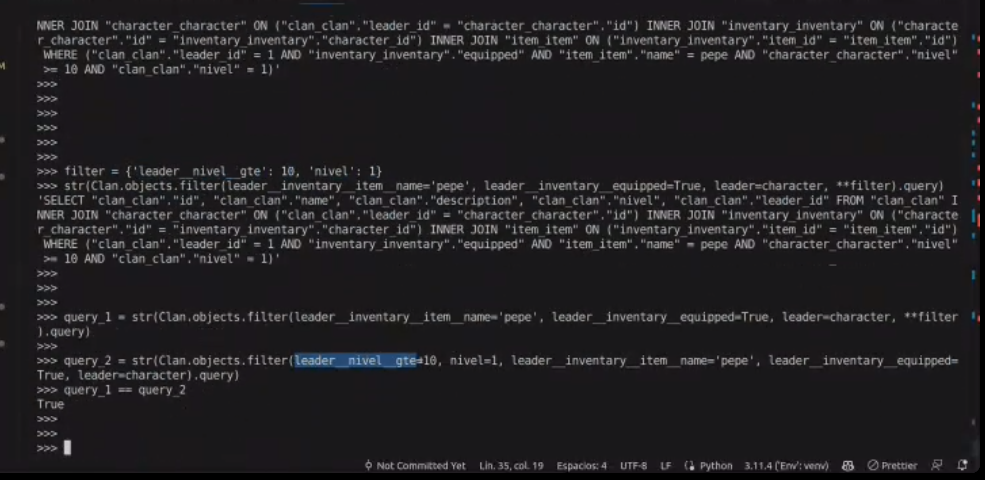 NNER JOIN "character_character" ON ("clan_clan"."leader_id" = "character_character"."id") INNER JOIN "inventory_inventory" ON ("characte
r_character"."id" = "inventory_inventory"."character_id") INNER JOIN "item_item" ON ("inventory_inventory"."item_id" = "item_item"."id")
WHERE ("clan_clan"."leader_id" = 1 AND "inventory_inventory"."equipped" AND "item_item"."name" = pepe AND "character_character"."nivel"
>= 10 AND "clan_clan"."nivel" = 1)'
>>>
>>>
>>>
>>>
>>>
>>>
>>> filter = {'leader__nivel__gte': 10, 'nivel': 1}
>>> str(Clan.objects.filter(leader__inventory__item__name='pepe', leader__inventory__equipped=True, leader=character, **filter).query)
'SELECT "clan_clan"."id", "clan_clan"."name", "clan_clan"."description", "clan_clan"."nivel", "clan_clan"."leader_id" FROM "clan_clan" I
NNER JOIN "character_character" ON ("clan_clan"."leader_id" = "character_character"."id") INNER JOIN "inventory_inventory" ON ("characte
r_character"."id" = "inventory_inventory"."character_id") INNER JOIN "item_item" ON ("inventory_inventory"."item_id" = "item_item"."id")
WHERE ("clan_clan"."leader_id" = 1 AND "inventory_inventory"."equipped" AND "item_item"."name" = pepe AND "character_character"."nivel"
>= 10 AND "clan_clan"."nivel" = 1)'
>>>
>>>
>>>
>>> query_1 = str(Clan.objects.filter(leader__inventory__item__name='pepe', leader__inventory__equipped=True, leader=character, **filter
).query)
>>>
>>> query_2 = str(Clan.objects.filter(leader__nivel__gte=10, nivel=1, leader__inventory__item__name='pepe', leader__inventory__equipped=
True, leader=character).query)
>>> query_1 == query_2
True
>>>
>>>
>>>
Not Committed Yet Lín. 35, col. 19 Espacios: 4 UTF-8 LF Python 3.11.4 ('Env': venv) Prettier